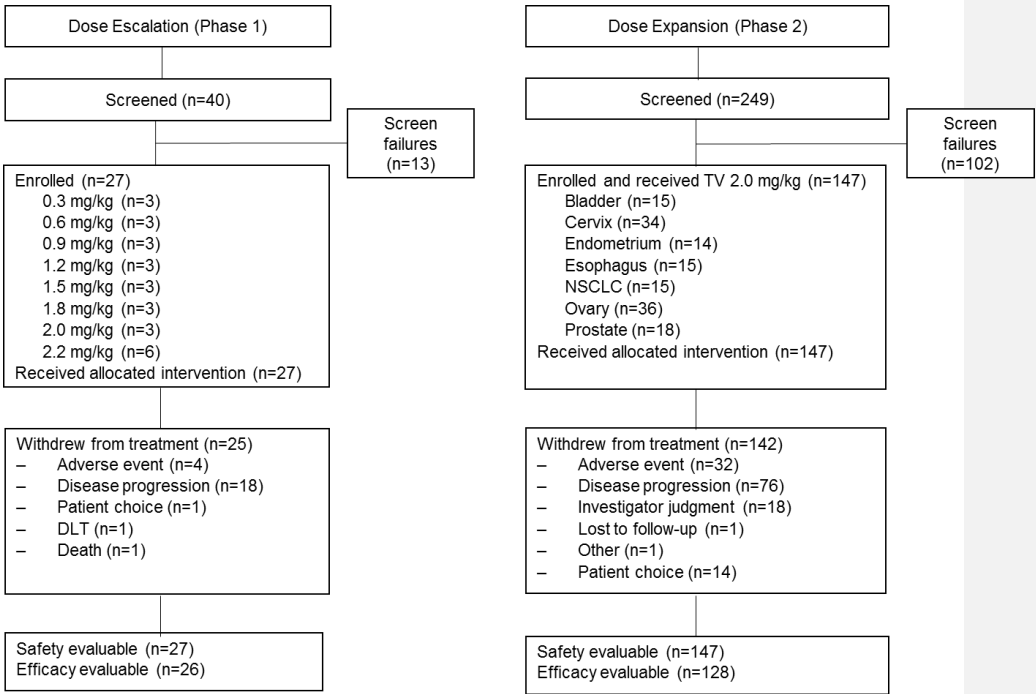 Dose Escalation (Phase 1)
Screened (n=40)
Screen
failures
(n=13)
Enrolled (n=27)
0.3 mg/kg (n=3)
0.6 mg/kg (n=3)
0.9 mg/kg (n=3)
1.2 mg/kg (n=3)
1.5 mg/kg (n=3)
1.8 mg/kg (n=3)
2.0 mg/kg (n=3)
2.2 mg/kg (n=6)
Received allocated intervention (n=27)
Withdrew from treatment (n=25)
– Adverse event (n=4)
– Disease progression (n=18)
– Patient choice (n=1)
– DLT (n=1)
– Death (n=1)
Safety evaluable (n=27)
Efficacy evaluable (n=26)
Dose Expansion (Phase 2)
Screened (n=249)
Screen
failures
(n=102)
Enrolled and received TV 2.0 mg/kg (n=147)
Bladder (n=15)
Cervix (n=34)
Endometrium (n=14)
Esophagus (n=15)
NSCLC (n=15)
Ovary (n=36)
Prostate (n=18)
Received allocated intervention (n=147)
Withdrew from treatment (n=142)
– Adverse event (n=32)
– Disease progression (n=76)
– Investigator judgment (n=18)
– Lost to follow-up (n=1)
– Other (n=1)
– Patient choice (n=14)
Safety evaluable (n=147)
Efficacy evaluable (n=128)